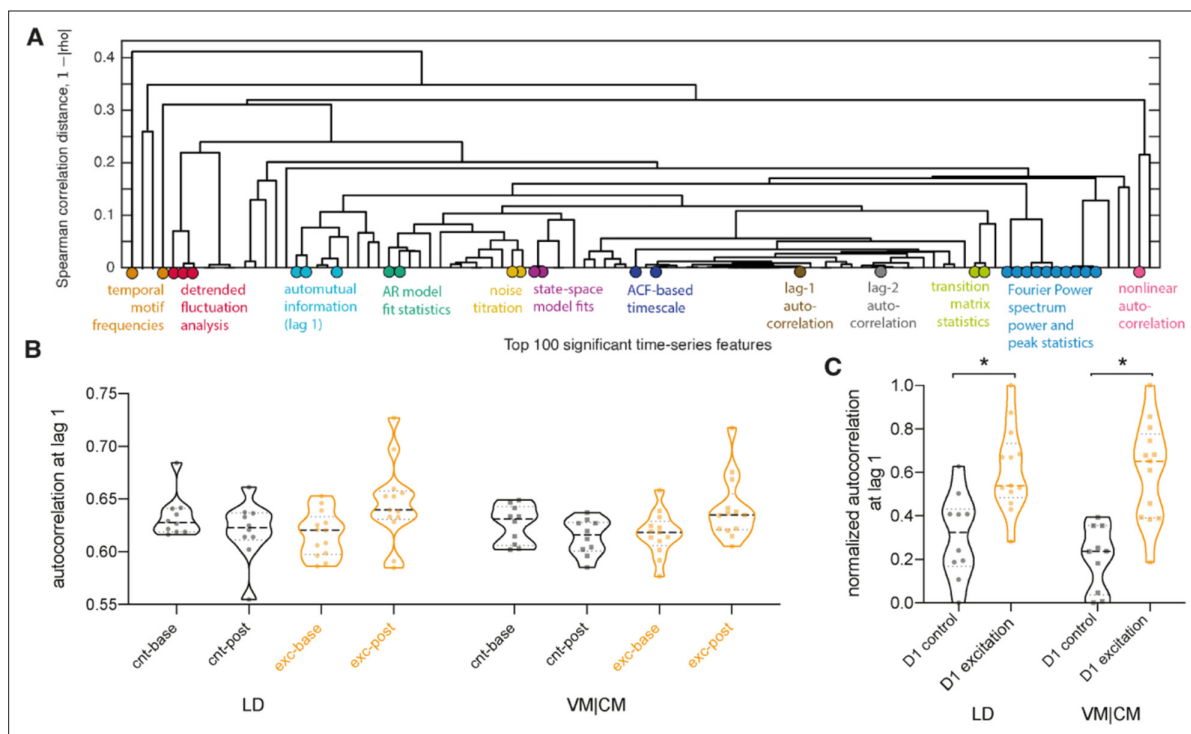 A
Spearman correlation distance, 1 −|rho|
0.4
0.3
0.2
0.1
0
temporal
motif
frequencies
detrended
fluctuation
analysis
automutual
information
(lag 1)
AR model
fit statistics
noise
titration
state-space
model fits
ACF-based
timescale
lag-1
auto-
correlation
lag-2
auto-
correlation
transition
matrix
statistics
Fourier Power
spectrum
power and
peak statistics
nonlinear
auto-
correlation
Top 100 significant time-series features
B
autocorrelation at lag 1
0.75
0.70
0.65
0.60
0.55
cnt-base
cnt-post
exc-base
exc-post
cnt-base
cnt-post
exc-base
exc-post
LD
VM|CM
C
normalized autocorrelation
at lag 1
1.0
0.8
0.6
0.4
0.2
0.0
*
*
D1 control
D1 excitation
D1 control
D1 excitation
LD
VM|CM